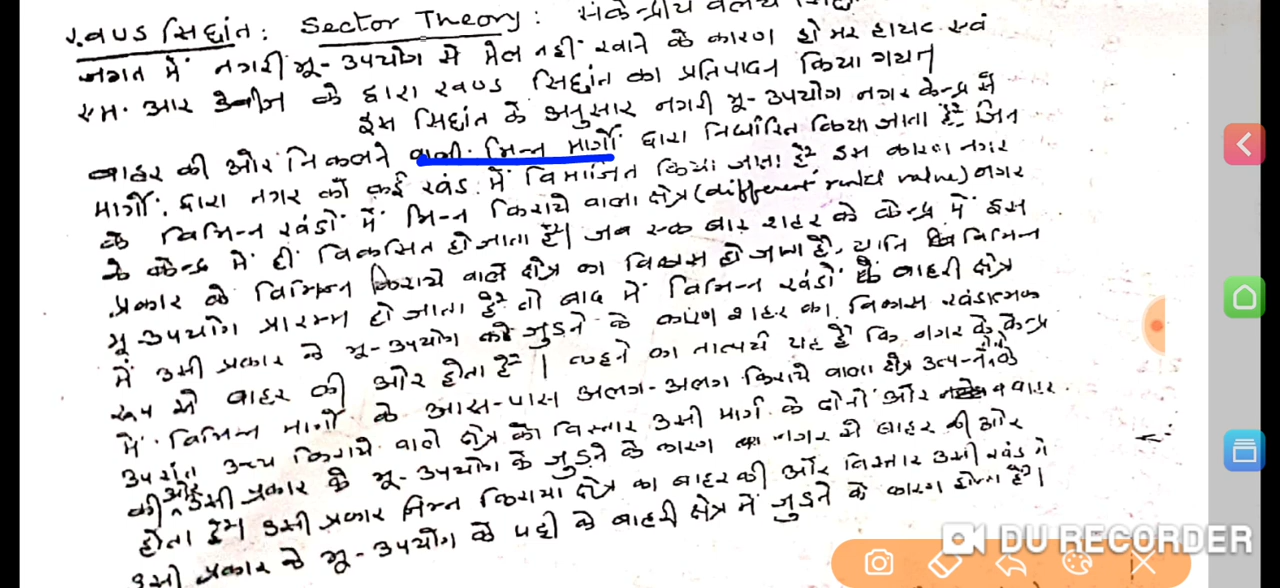 2. खण्ड सिद्धांत : Sector Theory : संकेन्द्रीय वलय
जगत में नगरी भू-उपयोग से मेल नहीं खाने के कारण होमर हायट एवं
एम. आर डेवीज के द्वारा खण्ड सिद्धांत का प्रतिपादन किया गया।
इस सिद्धांत के अनुसार नगरी भू-उपयोग नगर केन्द्र से
बाहर की ओर निकलने वाली भिन्न मार्गों द्वारा निर्धारित किया जाता है। जिन
मार्गों द्वारा नगर को कई खंड में विभाजित किया जाता है। इस कारण नगर
के विभिन्न खंडों में भिन्न किराये वाला क्षेत्र (different rental value) नगर
के केन्द्र में ही विकसित हो जाता है। जब एक बार शहर के केन्द्र में इस
प्रकार के विभिन्न किराये वाले क्षेत्र का विकास हो जाता है, यानि विभिन्न
भू-उपयोग प्रारम्भ हो जाता है तो बाद में विभिन्न खंडों के बाहरी क्षेत्र
में उसी प्रकार के भू-उपयोग को जुड़ने के कारण शहर का विकास खंडात्मक
रूप से बाहर की ओर होता है। कहने का तात्पर्य यह है कि नगर के केन्द्र
में विभिन्न मार्गों के आस-पास अलग-अलग किराये वाला क्षेत्र उत्पन्न होने के
उपरांत उच्च किराये वाले क्षेत्र का विस्तार उसी मार्ग के दोनों ओर व बाहर
की ओर उसी प्रकार के भू-उपयोग के जुड़ने के कारण नगर से बाहर की ओर
होता है। उसी प्रकार निम्न किराया क्षेत्र का बाहर की ओर विस्तार उसी खंड में
उसी प्रकार के भू-उपयोग के पट्टी के बाहरी क्षेत्र में जुड़ने के कारण होता है।
DU RECORDER